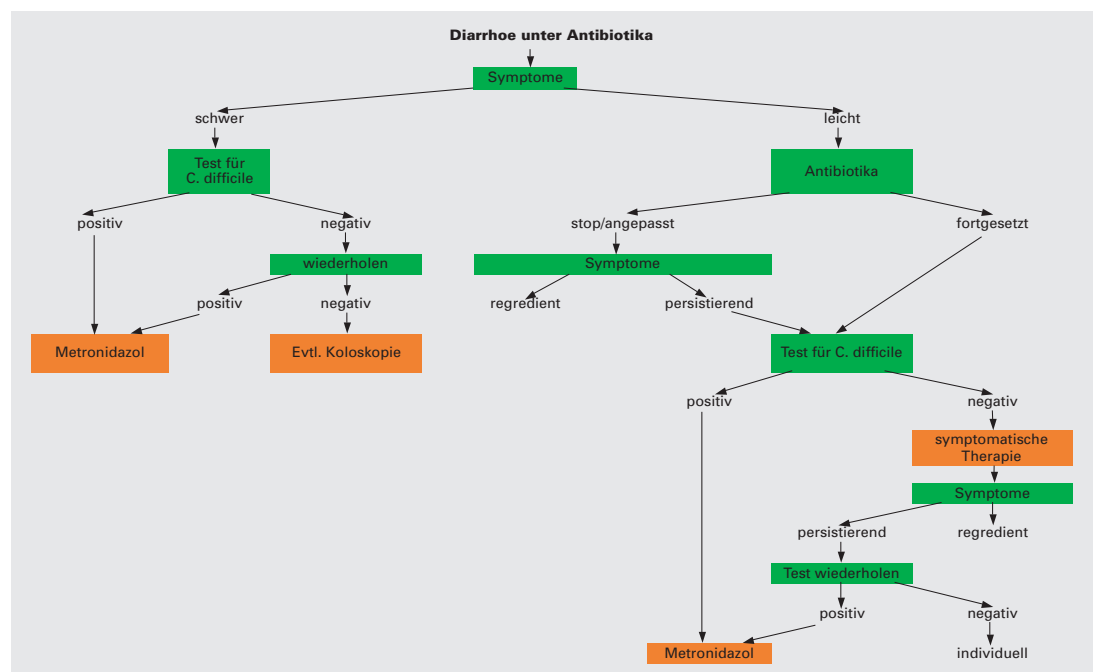 Diarrhoe unter Antibiotika
Symptome
schwer
leicht
Test für
C. difficile
Antibiotika
positiv
negativ
stop/angepasst
fortgesetzt
wiederholen
Symptome
positiv
negativ
regredient
persistierend
Metronidazol
Evtl. Koloskopie
Test für C. difficile
positiv
negativ
symptomatische
Therapie
Symptome
persistierend
regredient
Test wiederholen
positiv
negativ
Metronidazol
individuell